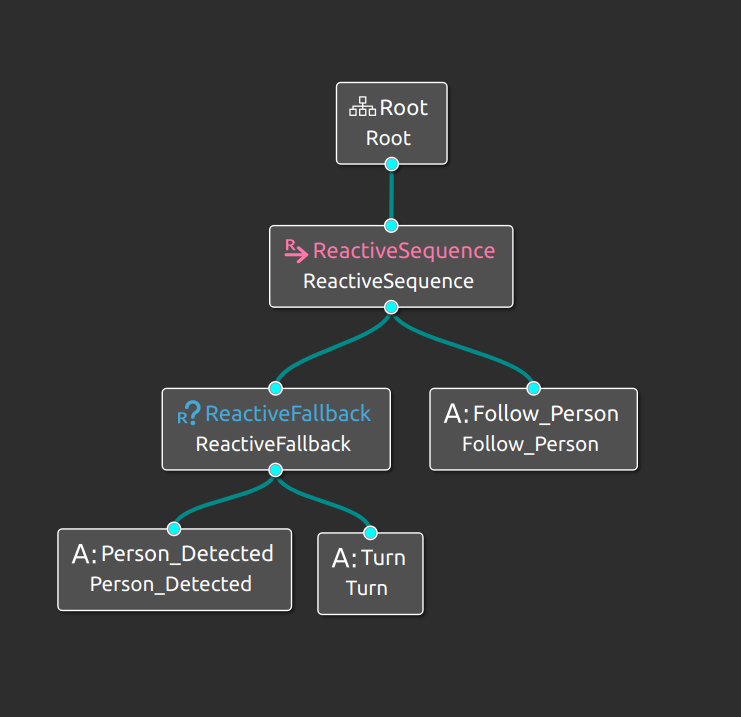 Root
Root
R ReactiveSequence
ReactiveSequence
R? ReactiveFallback
ReactiveFallback
A: Follow_Person
Follow_Person
A: Person_Detected
Person_Detected
A: Turn
Turn